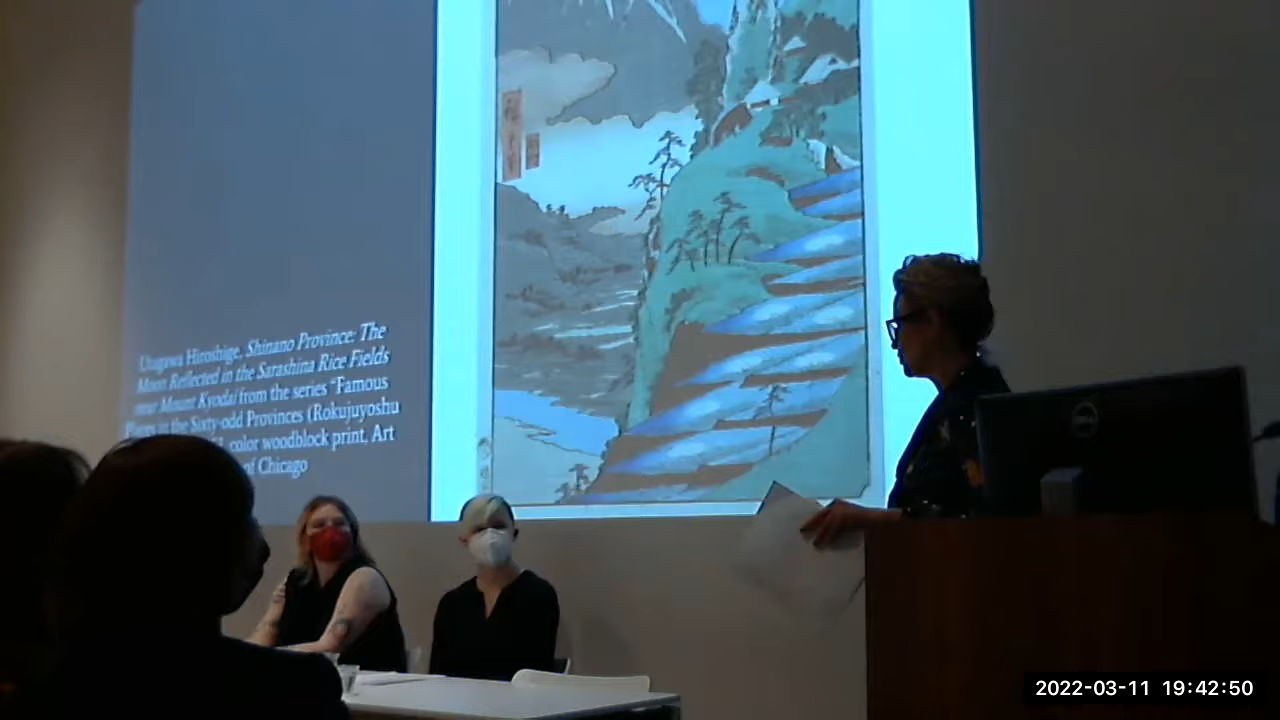 Utagawa Hiroshige, Shinano Province: The
Moon Reflected in the Sarashina Rice Fields
near Mount Kyodai from the series "Famous
Places in the Sixty-odd Provinces (Rokujuyoshu
color woodblock print, Art
of Chicago
DELL
2022-03-11 19:42:50